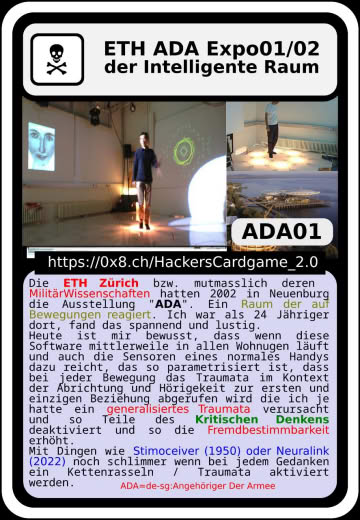 ETH ADA Expo01/02
der Intelligente Raum
ADA01
https://0x8.ch/HackersCardgame_2.0
Die ETH Zürich bzw. mutmasslich deren
MilitärWissenschaften hatten 2002 in Neuenburg
die Ausstellung "ADA". Ein Raum der auf
Bewegungen reagiert. Ich war als 24 Jähriger
dort, fand das spannend und lustig.
Heute ist mir bewusst, dass wenn diese
Software mittlerweile in allen Wohnugen läuft
und auch die Sensoren eines normales Handys
dazu reicht, das so parametrisiert ist, dass
bei jeder Bewegung das Traumata im Kontext
der Abrichtung und Hörigekeit zur ersten und
einzigen Beziehung abgerufen wird die ich je
hatte ein generalisiertes Traumata verursacht
und so Teile des Kritischen Denkens
deaktiviert und so die Fremdbestimmbarkeit
erhöht.
Mit Dingen wie Stimoceiver (1950) oder Neuralink
(2022) noch schlimmer wenn bei jedem Gedanken
ein Kettenrasseln / Traumata aktiviert
werden.
ADA=de-sg:Angehöriger Der Armee